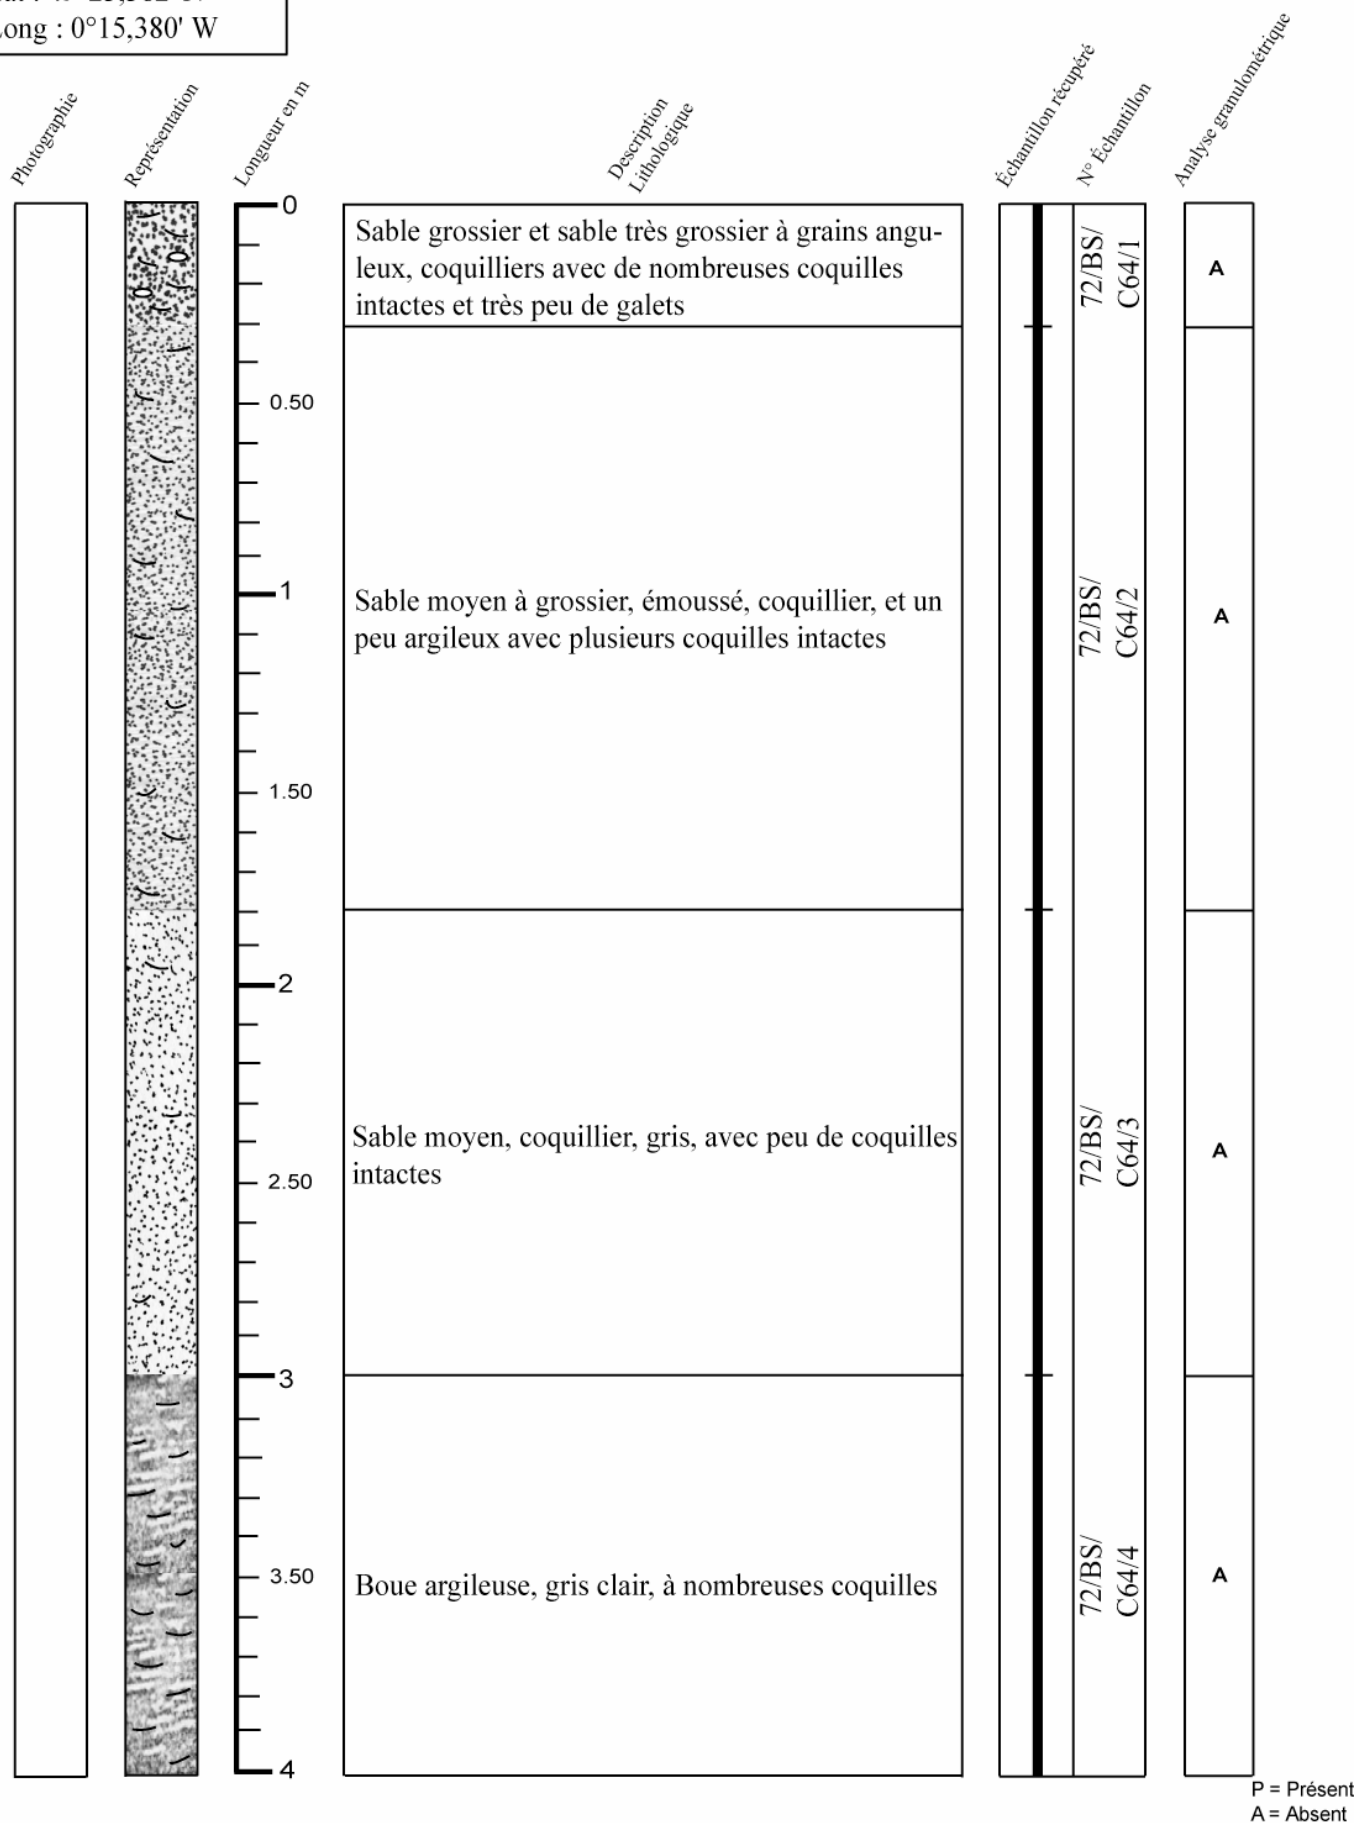 Long : 0°15,380' W
Photographie
Représentation
Longueur en m
Description
Lithologique
Échantillon récupéré
N° Échantillon
Analyse granulométrique
0
0.50
1
1.50
2
2.50
3
3.50
4
Sable grossier et sable très grossier à grains angu-
leux, coquilliers avec de nombreuses coquilles
intactes et très peu de galets
72/BS/
C64/1
A
Sable moyen à grossier, émoussé, coquillier, et un
peu argileux avec plusieurs coquilles intactes
72/BS/
C64/2
A
Sable moyen, coquillier, gris, avec peu de coquilles
intactes
72/BS/
C64/3
A
Boue argileuse, gris clair, à nombreuses coquilles
72/BS/
C64/4
A
P = Présent
A = Absent